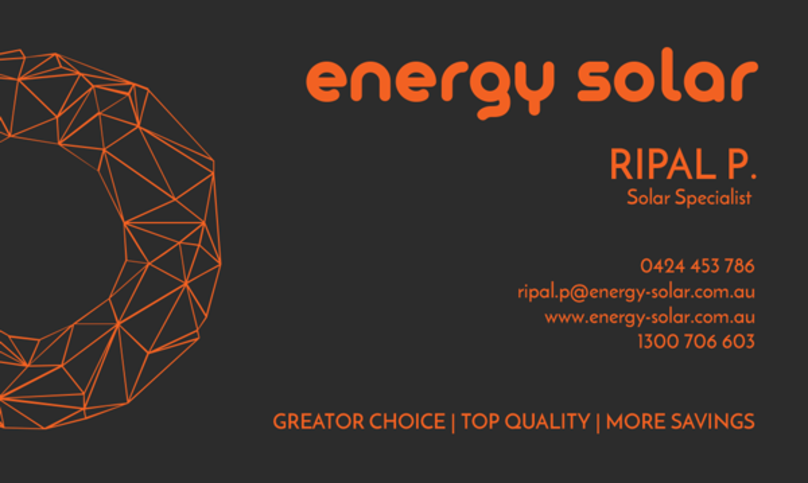 energy solar
RIPAL P.
Solar Specialist
0424 453 786
ripal.p@energy-solar.com.au
www.energy-solar.com.au
1300 706 603
GREATOR CHOICE | TOP QUALITY | MORE SAVINGS